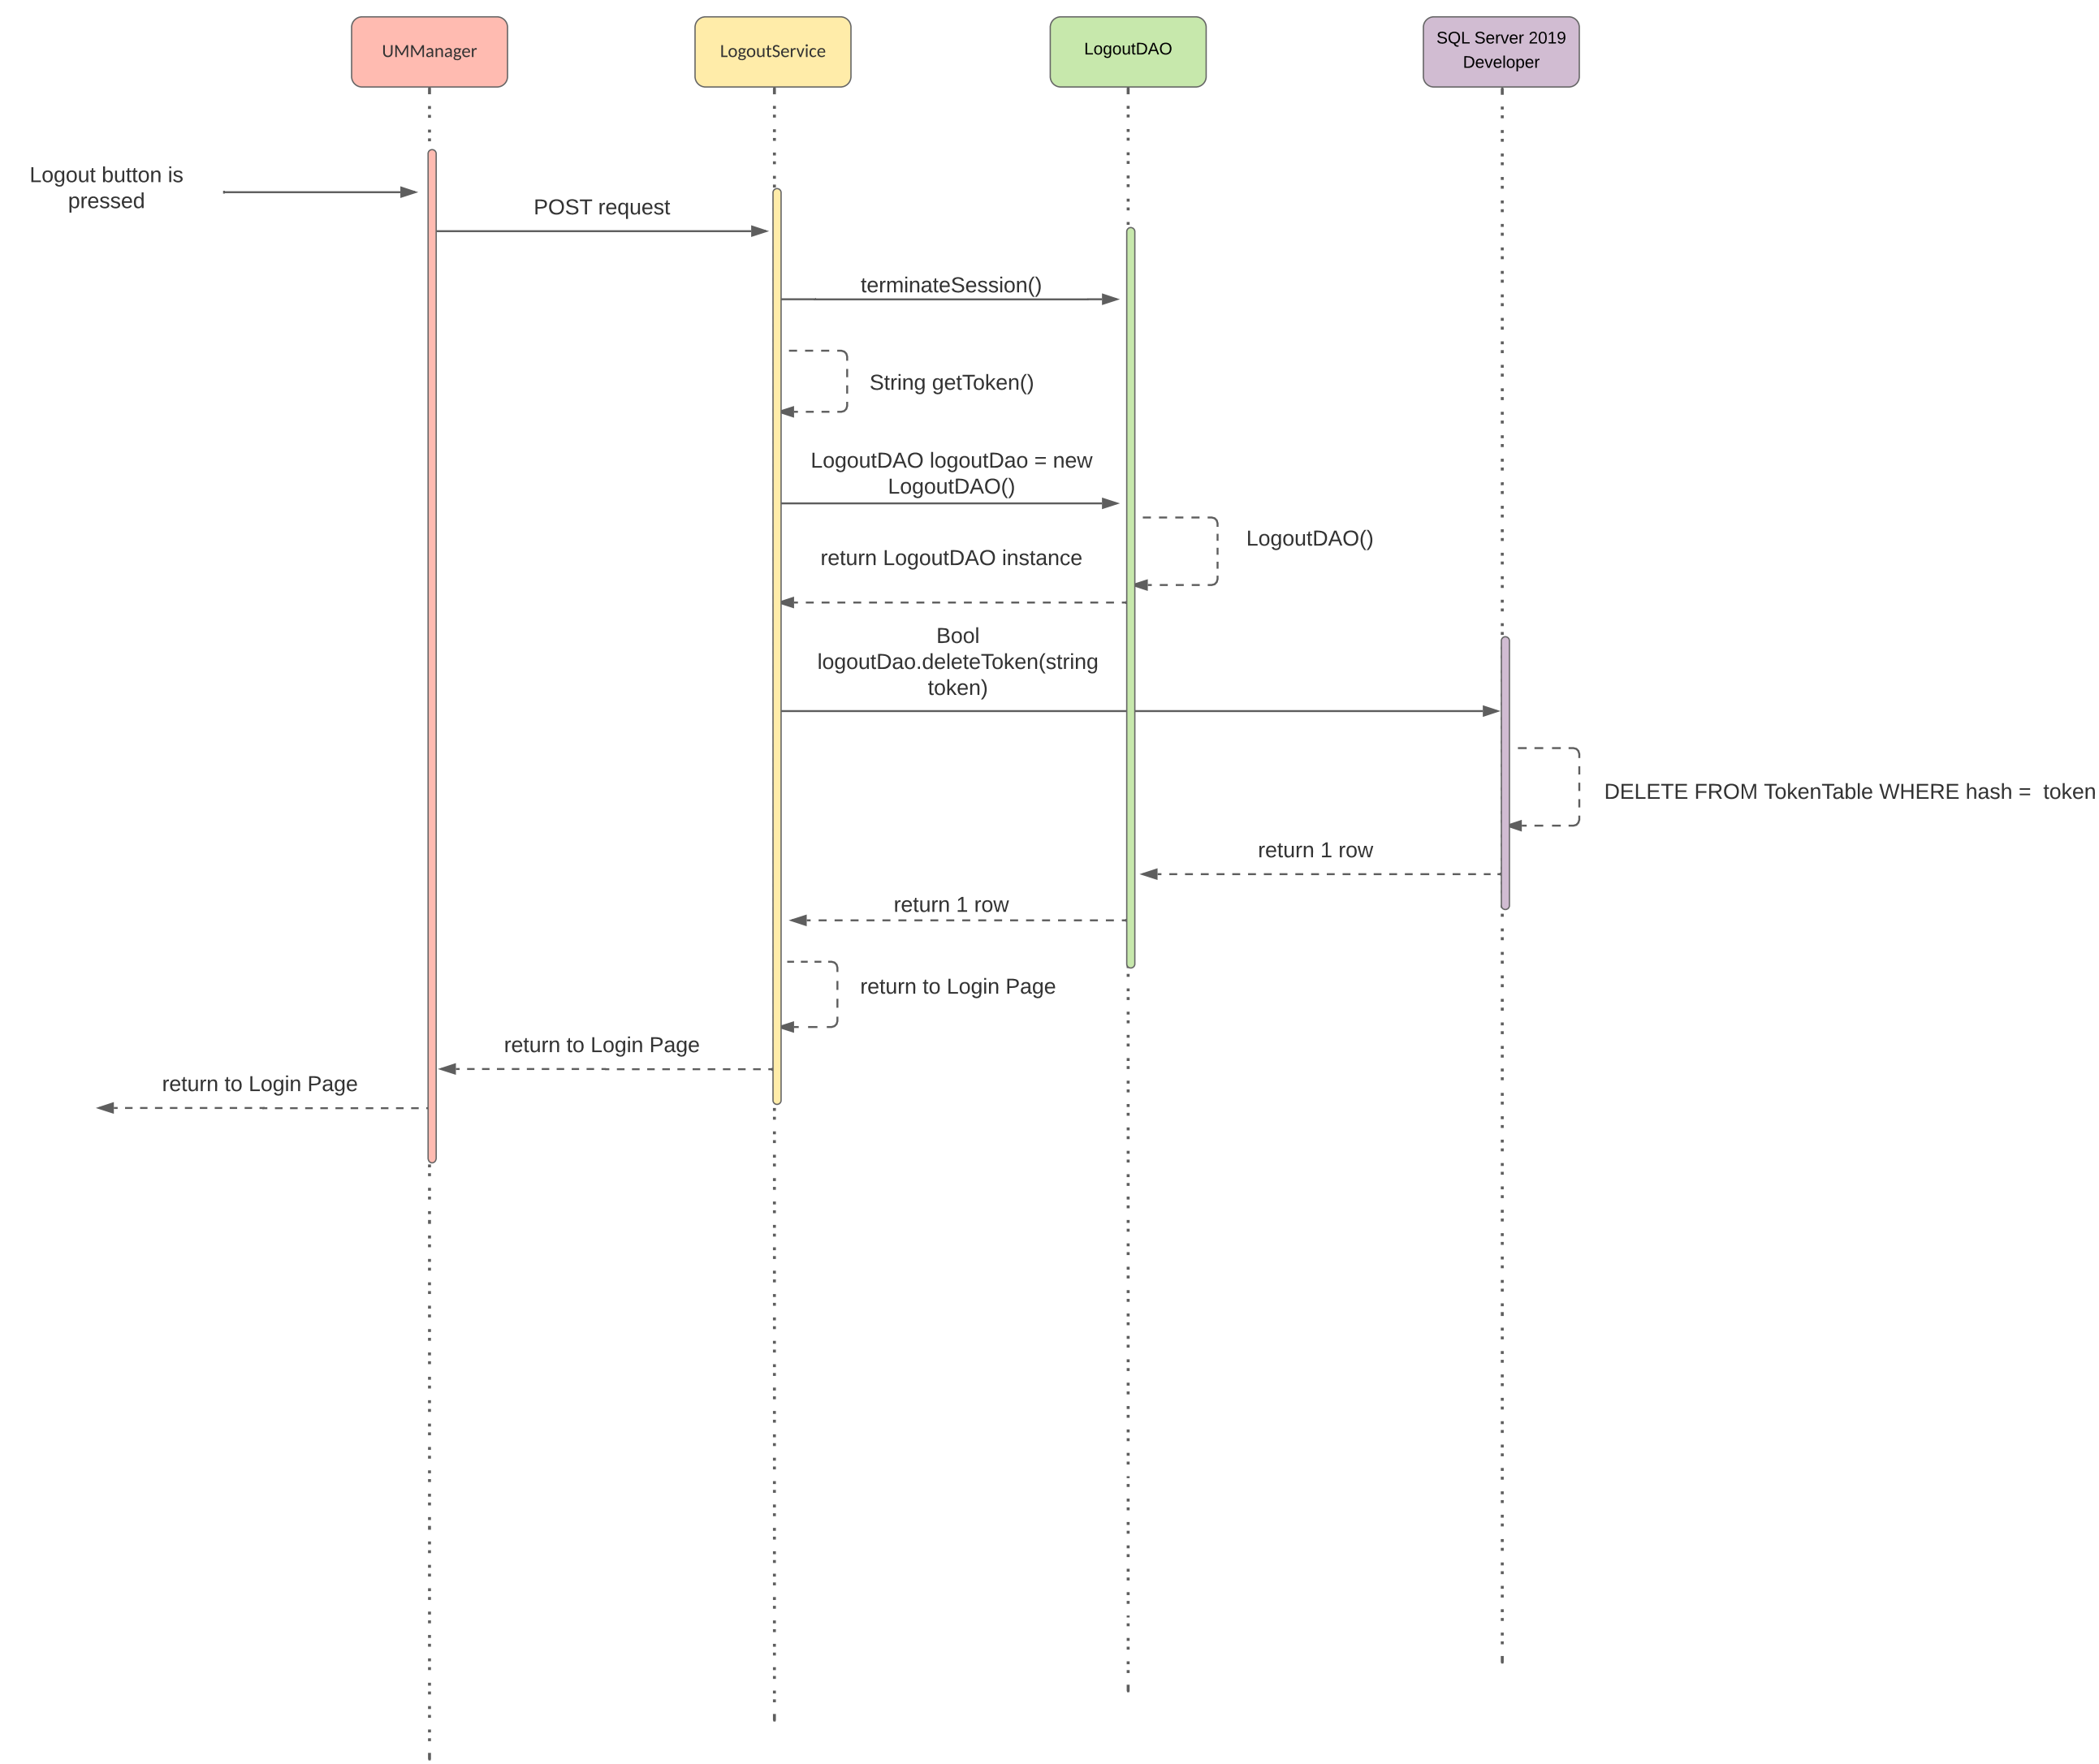 UMManager
LogoutService
LogoutDAO
SQL Server 2019
Developer
Logout button is
pressed
POST request
terminateSession()
String getToken()
LogoutDAO logoutDao = new
LogoutDAO()
LogoutDAO()
return LogoutDAO instance
Bool
logoutDao.deleteToken(string
token)
DELETE FROM TokenTable WHERE hash =  token
return 1 row
return 1 row
return to Login Page
return to Login Page
return to Login Page